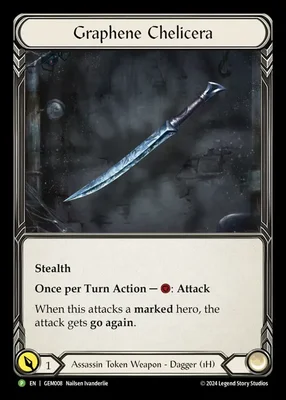 Graphene Chelicera
Stealth
Once per Turn Action — : Attack
When this attacks a marked hero, the
attack gets go again.
1
Assassin Token Weapon - Dagger (1H)
P EN | GEM008 Nailsen Ivanderlie
© 2024 Legend Story Studios